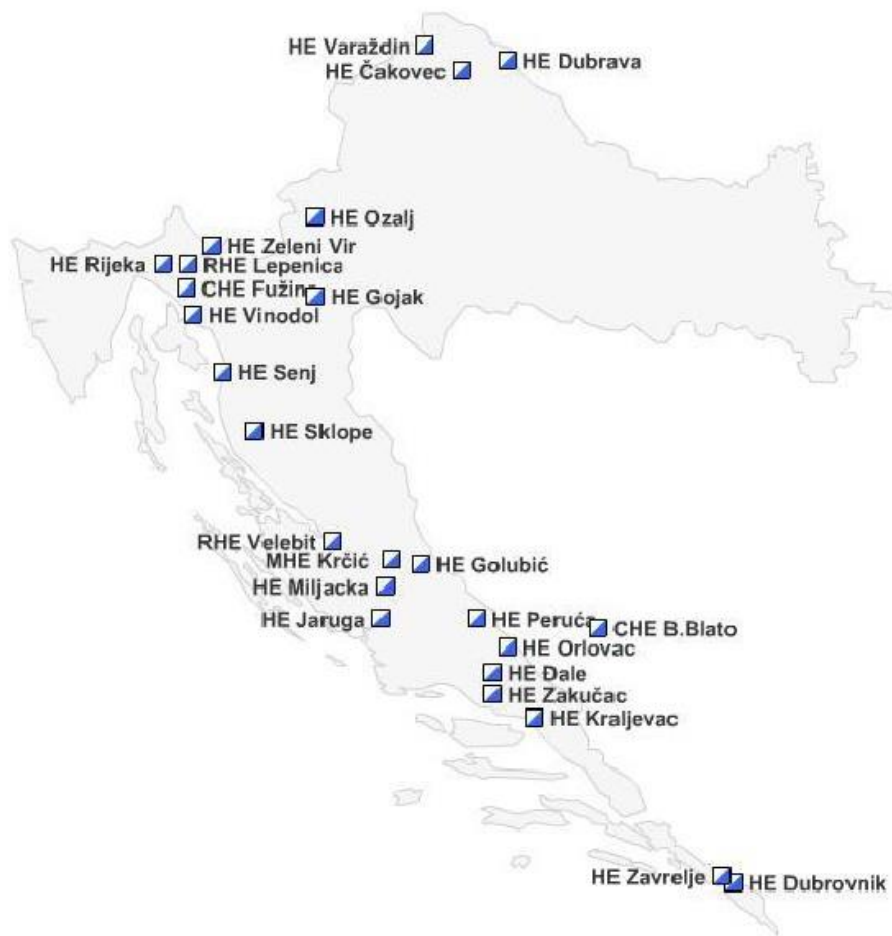 HE Varaždin
HE Dubrava
HE Čakovec
HE Ozalj
HE Zeleni Vir
HE Rijeka
RHE Lepenica
CHE Fužine
HE Gojak
HE Vinodol
HE Senj
HE Sklope
RHE Velebit
MHE Krčić
HE Golubić
HE Miljacka
HE Jaruga
HE Peruća
CHE B.Blato
HE Orlovac
HE Đale
HE Zakučac
HE Kraljevac
HE Zavrelje
HE Dubrovnik